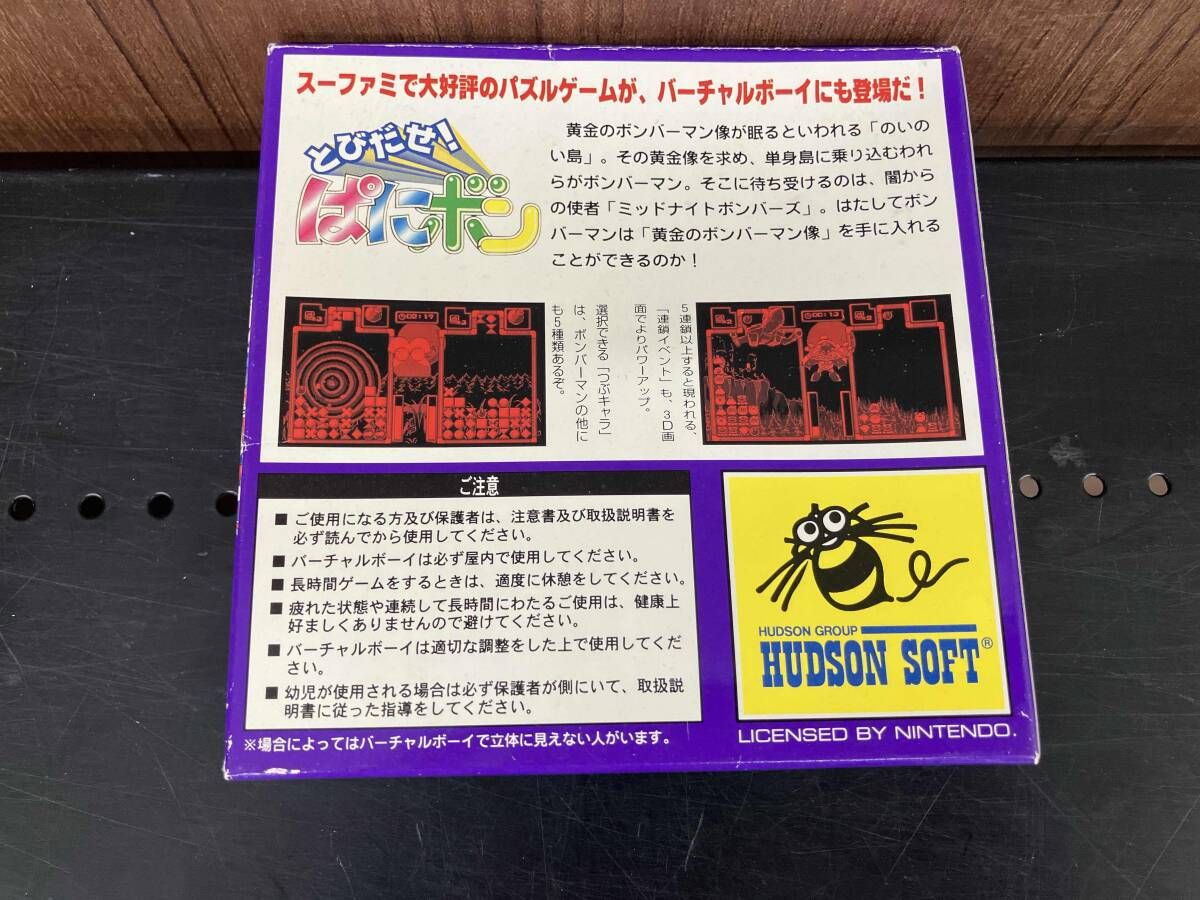 スーファミで大好評のパズルゲームが、バーチャルボーイにも登場だ！
とびだせ！
ぱにボン
黄金のボンバーマン像が眠るといわれる「のいの
い島」。その黄金像を求め、単身島に乗り込むわれ
らがボンバーマン。そこに待ち受けるのは、闇から
の使者「ミッドナイトボンバーズ」。はたしてボン
バーマンは「黄金のボンバーマン像」を手に入れる
ことができるのか！
02:19
選択できる「つぶキャラ」
は、ボンバーマンの他に
も5種類あるぞ。
5連鎖以上すると現われる、
「連鎖イベント」も、3D画
面でよりパワーアップ。
00:13
ご注意
■ご使用になる方及び保護者は、注意書及び取扱説明書を
必ず読んでから使用してください。
■バーチャルボーイは必ず屋内で使用してください。
■長時間ゲームをするときは、適度に休憩をしてください。
■疲れた状態や連続して長時間にわたるご使用は、健康上
好ましくありませんので避けてください。
■バーチャルボーイは適切な調整をした上で使用してくだ
さい。
■幼児が使用される場合は必ず保護者が側にいて、取扱説
明書に従った指導をしてください。
※場合によってはバーチャルボーイで立体に見えない人がいます。
HUDSON GROUP
HUDSON SOFT®
LICENSED BY NINTENDO.